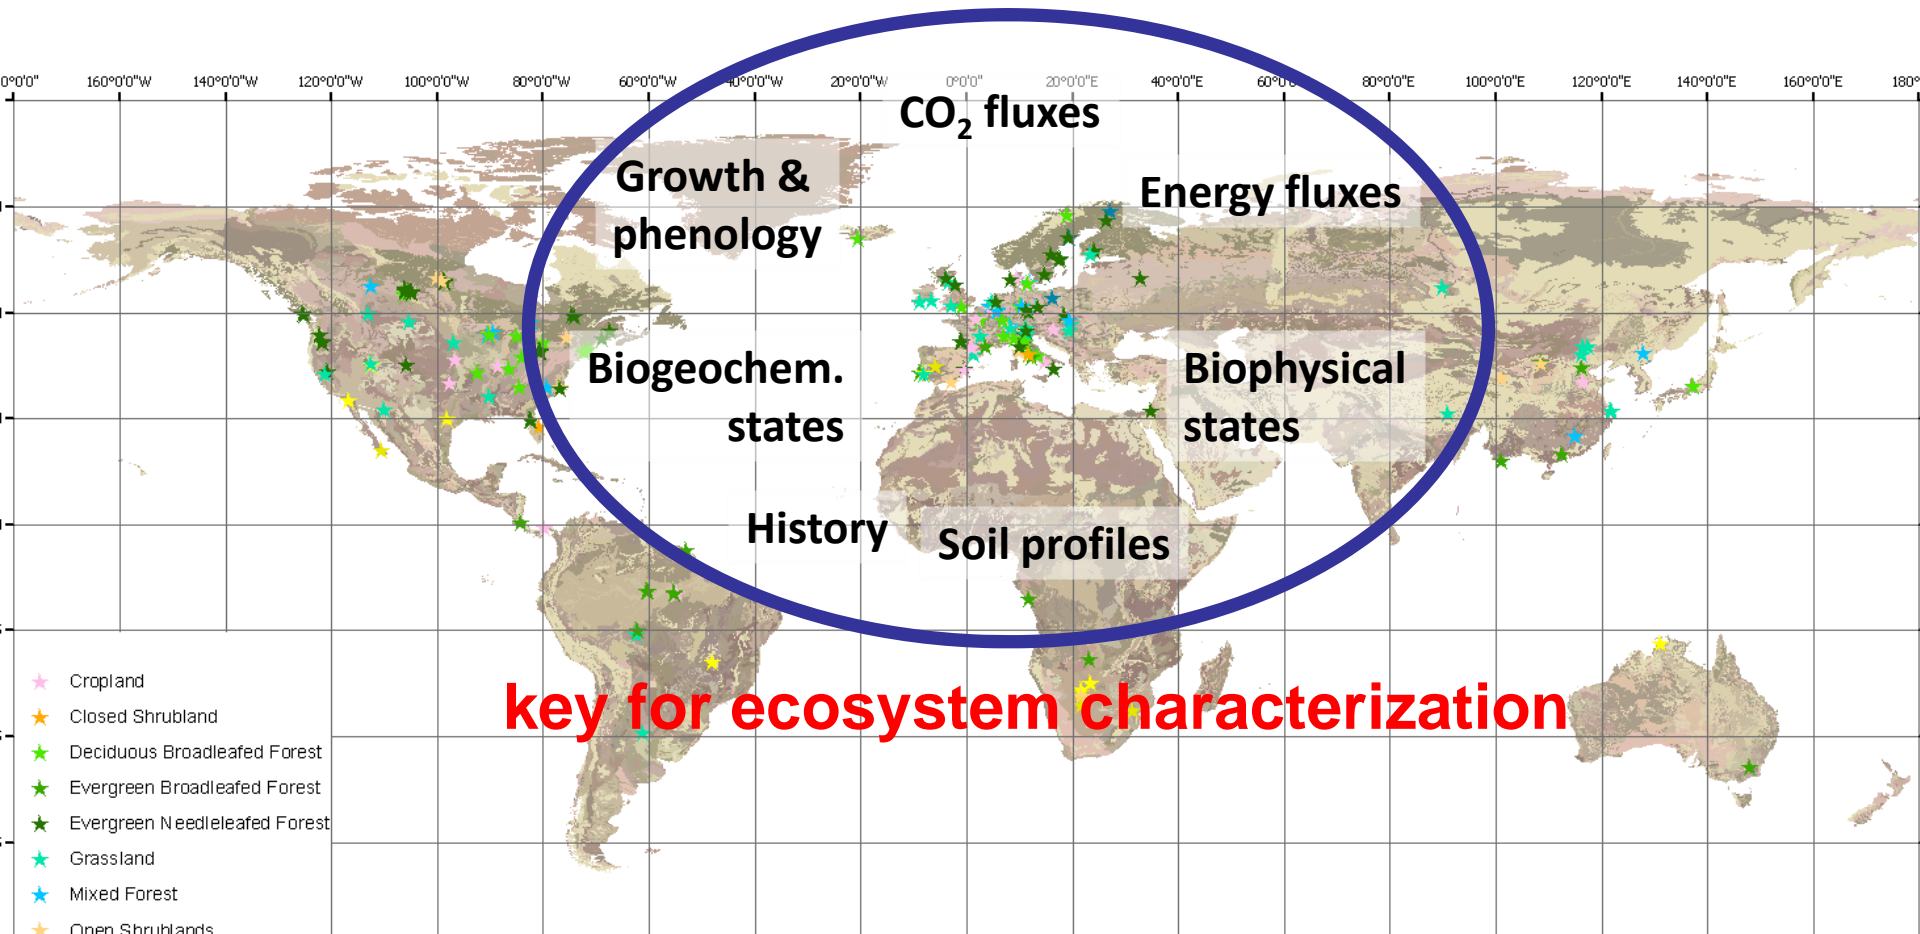 0°0'0" 160°0'0"W 140°0'0"W 120°0'0"W 100°0'0"W 80°0'0"W 60°0'0"W 40°0'0"W 20°0'0"W 0°0'0" 20°0'0"E 40°0'0"E 60°0'0"E 80°0'0"E 100°0'0"E 120°0'0"E 140°0'0"E 160°0'0"E 180°
CO₂ fluxes
Growth &
phenology
Energy fluxes
Biogeochem.
states
Biophysical
states
History
Soil profiles
key for ecosystem characterization
Cropland
Closed Shrubland
Deciduous Broadleafed Forest
Evergreen Broadleafed Forest
Evergreen Needleleafed Forest
Grassland
Mixed Forest
Open Shrublands